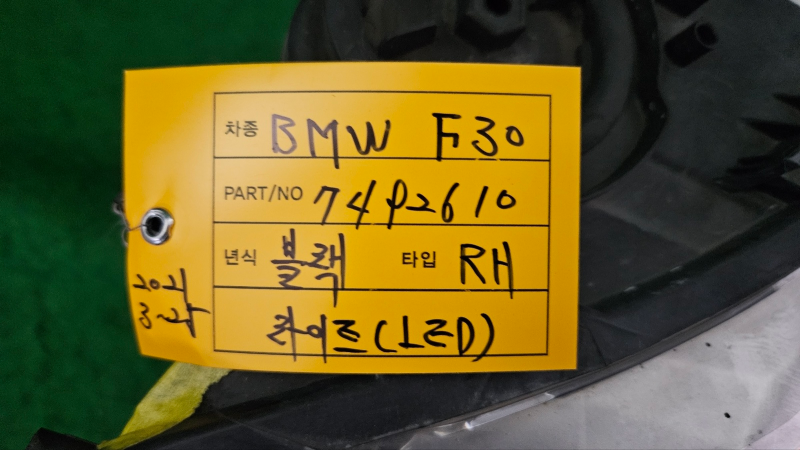 차종 BMW F30
PART/NO 7492610
년식 블랙 타입 RH
라이트(LED)
2021
3-25